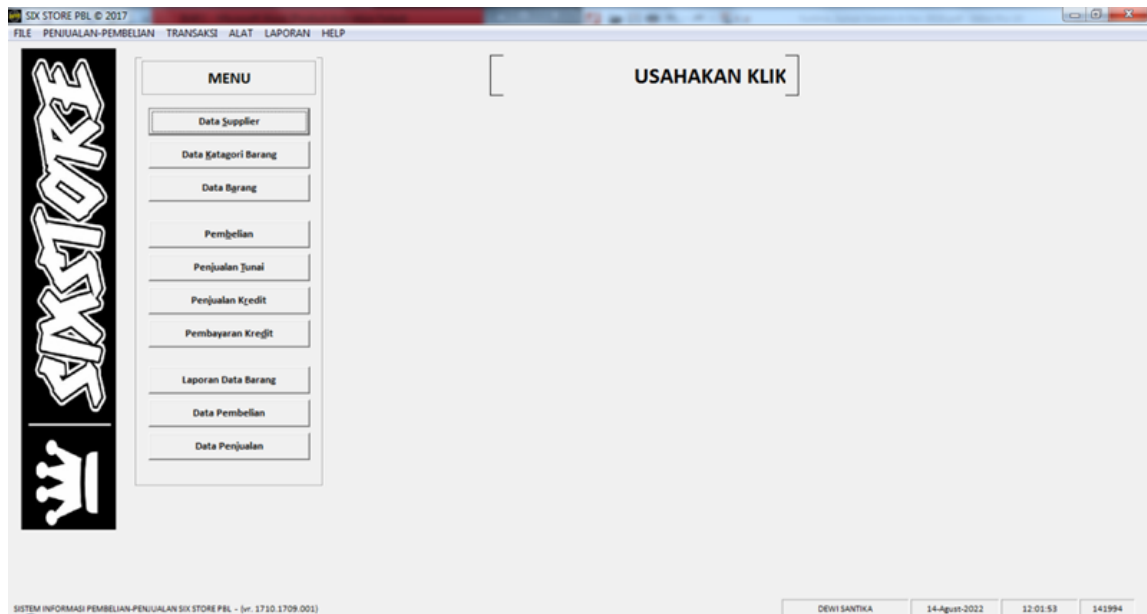 SIX STORE PBL © 2017
FILE PENJUALAN-PEMBELIAN TRANSAKSI ALAT LAPORAN HELP
SIXSTORE
MENU
USAHAKAN KLIK
Data Supplier
Data Katagori Barang
Data Barang
Pembelian
Penjualan Tunai
Penjualan Kredit
Pembayaran Kredit
Laporan Data Barang
Data Pembelian
Data Penjualan
SISTEM INFORMASI PEMBELIAN-PENJUALAN SIX STORE PBL - (vr. 1710.1709.001)
DEWI SANTIKA 14-Agust-2022 12:01:53 141994